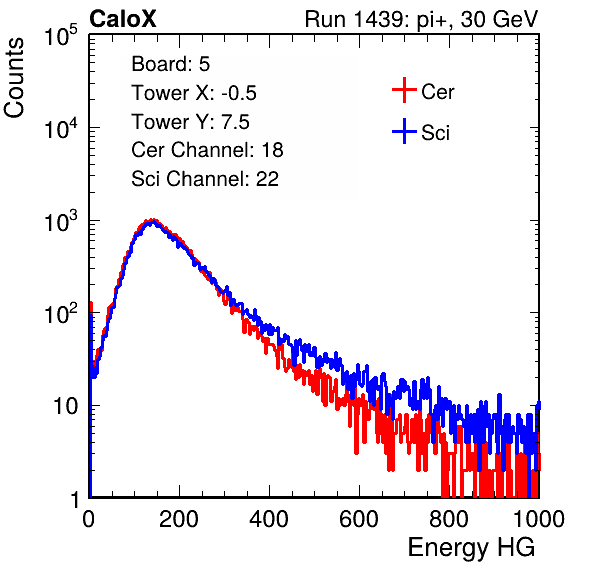 CaloX Run 1439: pi+, 30 GeV
Counts
Board: 5
Tower X: -0.5
Tower Y: 7.5
Cer Channel: 18
Sci Channel: 22
Cer
Sci
10^5
10^4
10^3
10^2
10
1
0 200 400 600 800 1000
Energy HG